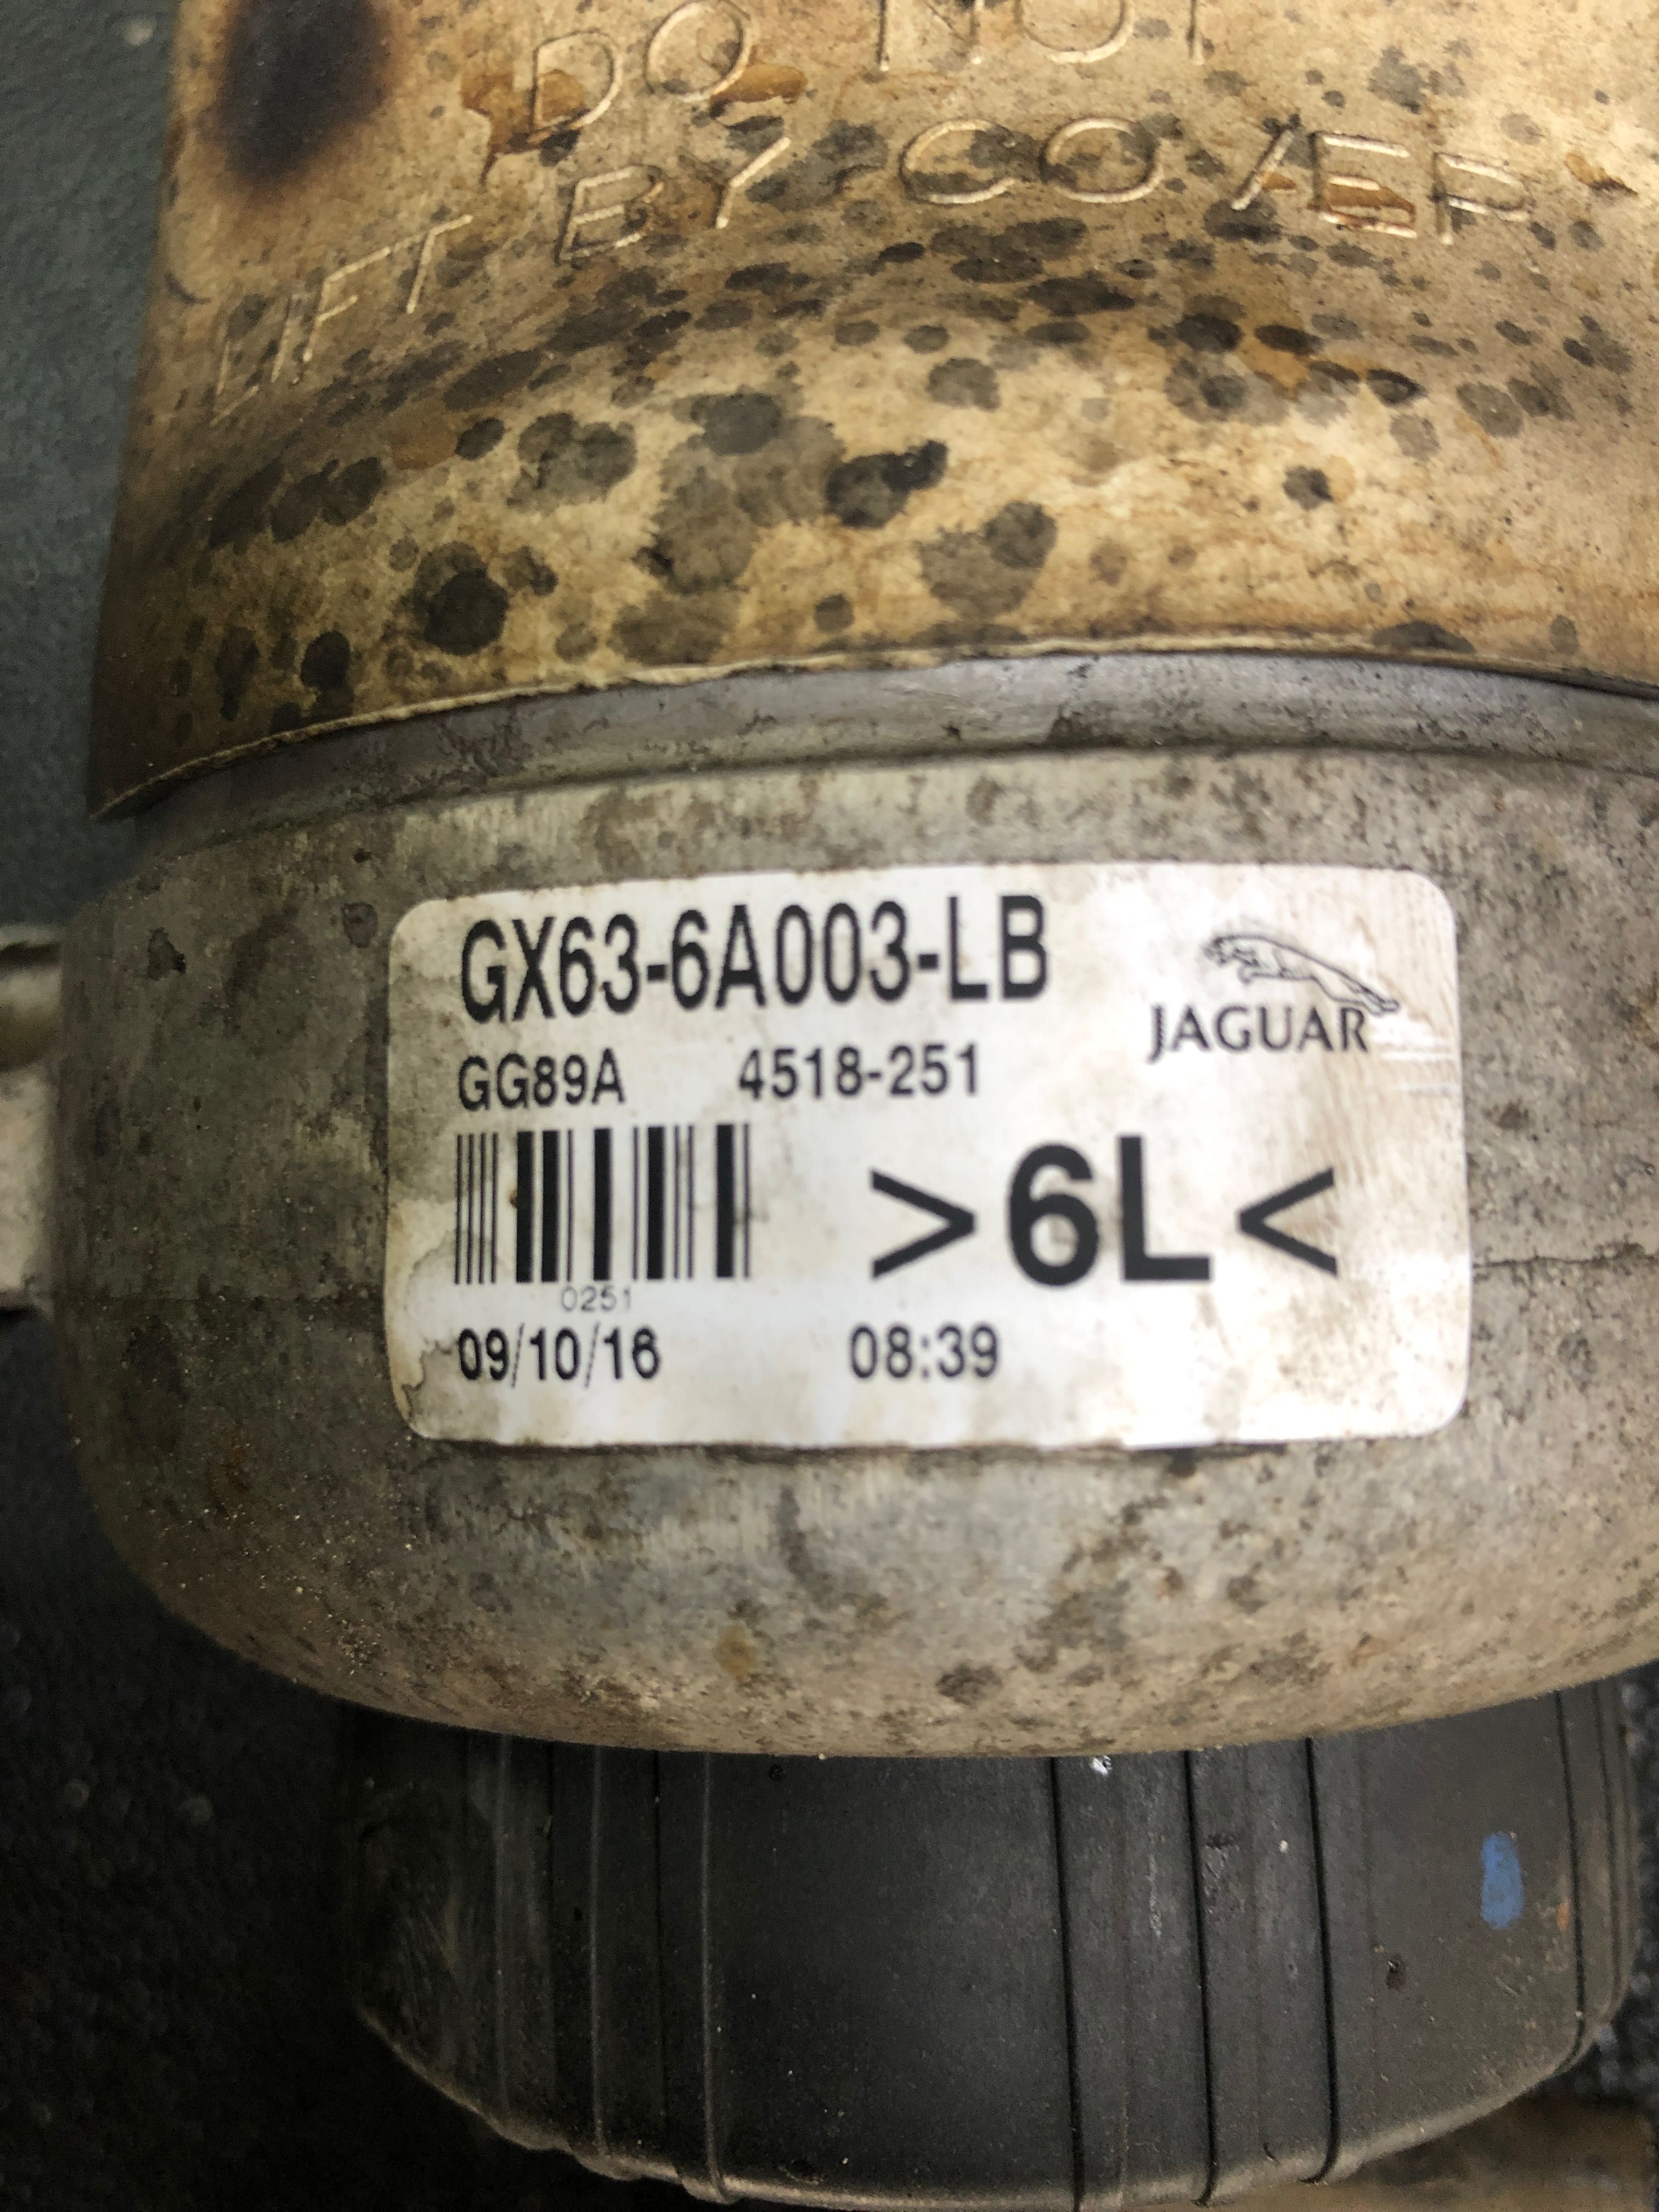 DO NOT
LIFT BY COVER
GX63-6A003-LB
JAGUAR
GG89A 4518-251
>6L<
0251
09/10/16 08:39